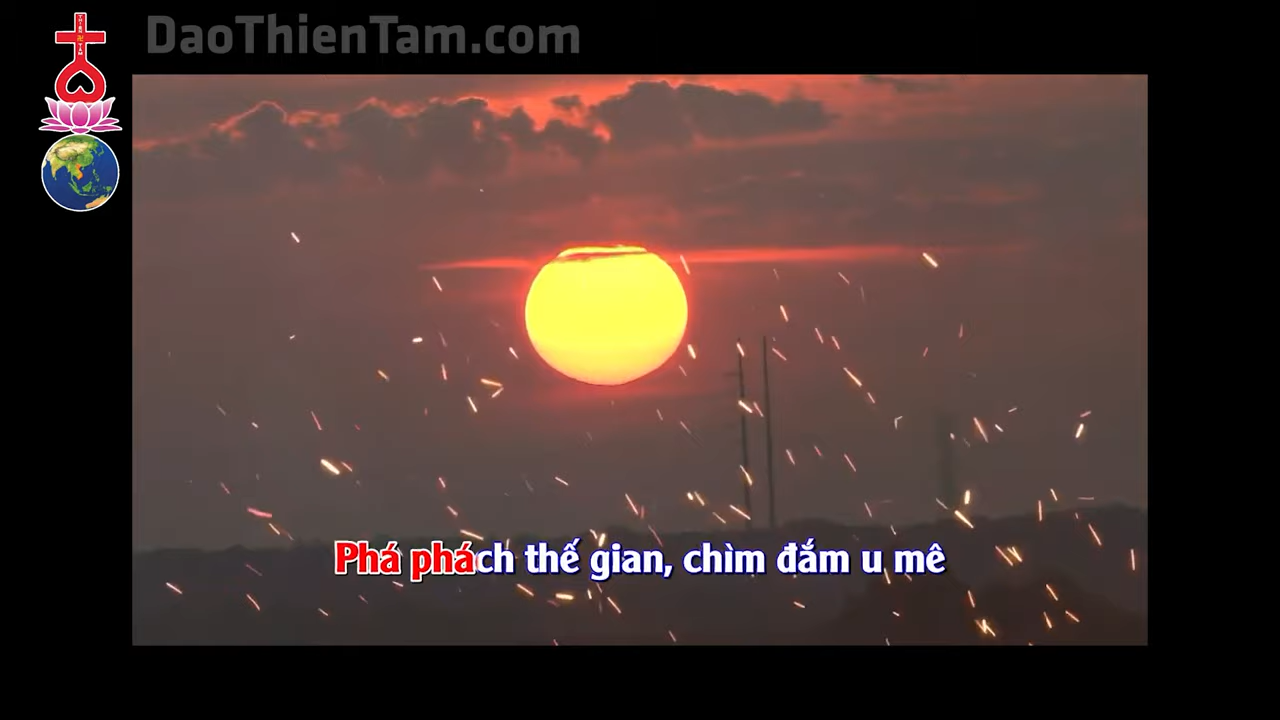 DaoThienTam.com
Phá phách thế gian, chìm đắm u mê